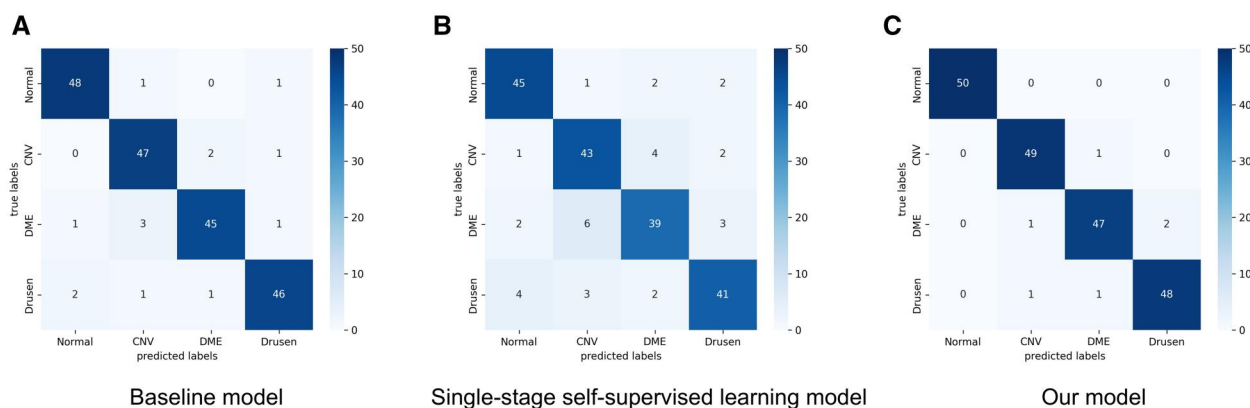 A
B
C
Normal 48 1 0 1
CNV 0 47 2 1
DME 1 3 45 1
Drusen 2 1 1 46
Normal CNV DME Drusen
predicted labels
true labels
50
40
30
20
10
0
Baseline model
Normal 45 1 2 2
CNV 1 43 4 2
DME 2 6 39 3
Drusen 4 3 2 41
Normal CNV DME Drusen
predicted labels
true labels
50
40
30
20
10
0
Single-stage self-supervised learning model
Normal 50 0 0 0
CNV 0 49 1 0
DME 0 1 47 2
Drusen 0 1 1 48
Normal CNV DME Drusen
predicted labels
true labels
50
40
30
20
10
0
Our model